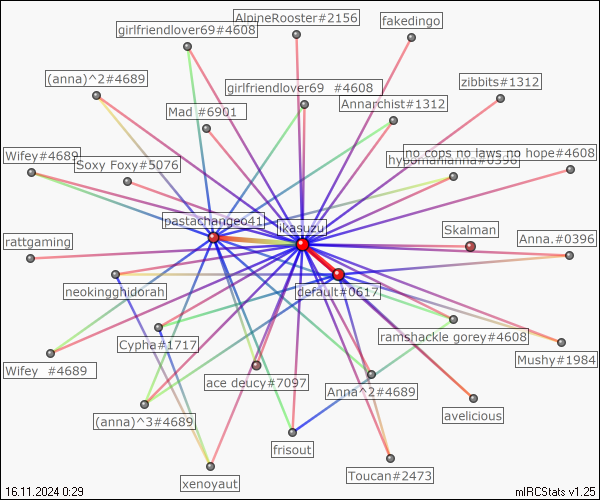 girlfriendlover69#4608
AlpineRooster#2156
fakedingo
(anna)^2#4689
girlfriendlover69 #4608
zibbits#1312
Mad #6901
Annarchist#1312
Wifey#4689
Soxy Foxy#5076
no cops no laws no hope#4608
pastachangeo41
ikasuzu
Skalman
Anna.#0396
rattgaming
neokingghidorah
default#0617
Cypha#1717
ramshackle gorey#4608
Wifey #4689
ace deucy#7097
Anna^2#4689
Mushy#1984
(anna)^3#4689
frisout
avelicious
xenoyaut
Toucan#2473
16.11.2024 0:29
mIRCStats v1.25